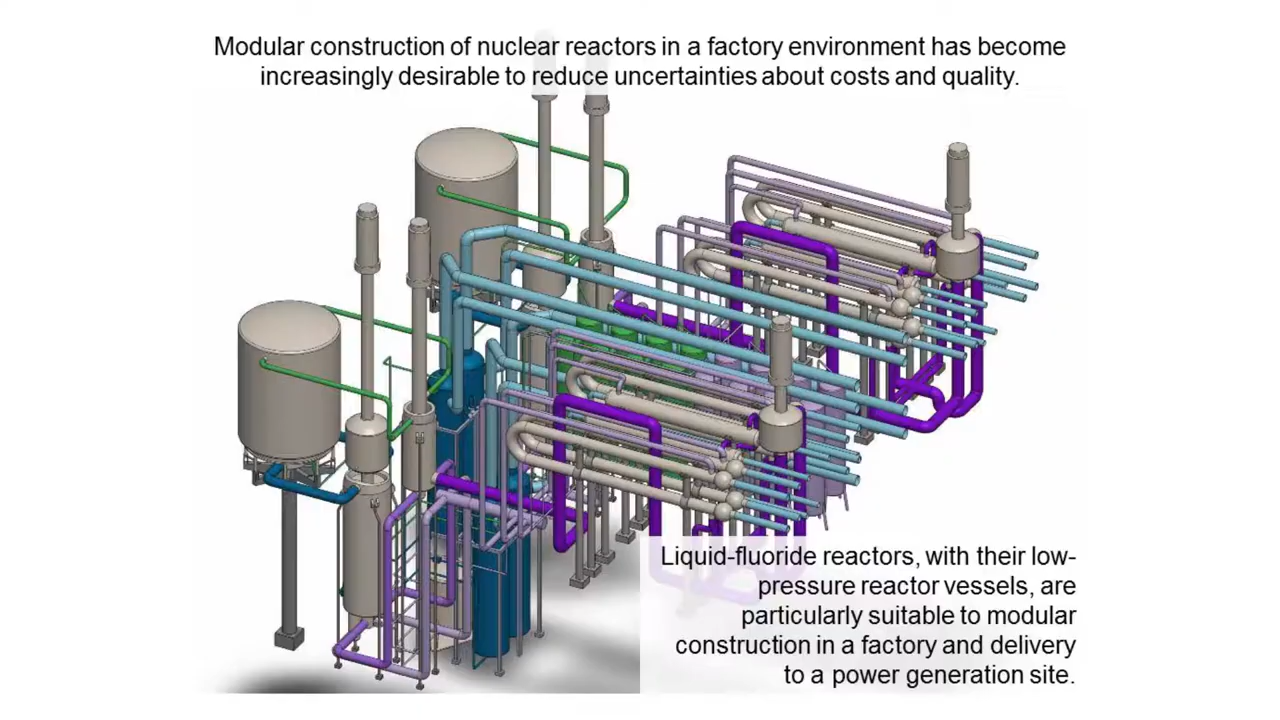 Modular construction of nuclear reactors in a factory environment has become
increasingly desirable to reduce uncertainties about costs and quality.
Liquid-fluoride reactors, with their low-
pressure reactor vessels, are
particularly suitable to modular
construction in a factory and delivery
to a power generation site.